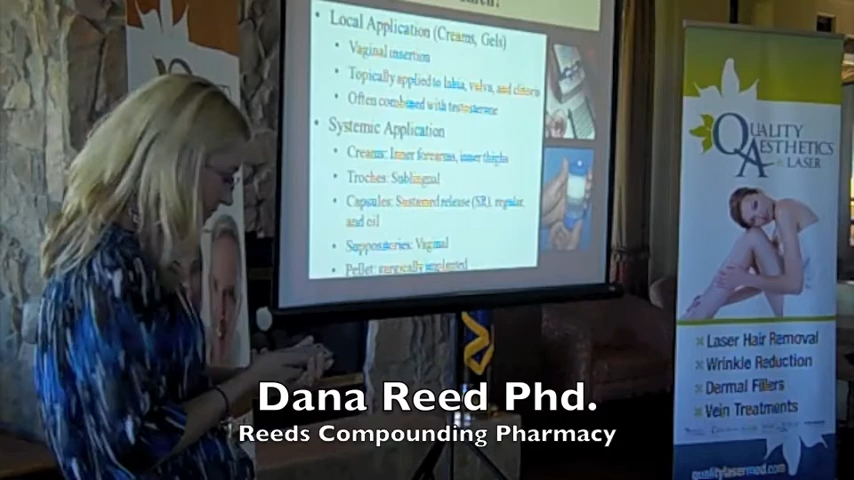 • Local Application (Creams, Gels)
• Vaginal insertion
• Topically applied to labia, vulva, and clitoris
• Often combined with testosterone
• Systemic Application
• Creams: Inner forearms, inner thighs
• Troches: Sublingual
• Capsules: Sustained release (SR), regular,
and oil
• Suppositories: Vaginal
• Pellet: surgically implanted
QUALITY
AESTHETICS
& LASER
Laser Hair Removal
Wrinkle Reduction
Dermal Fillers
Vein Treatments
qualitylasermed.com
Dana Reed Phd.
Reeds Compounding Pharmacy